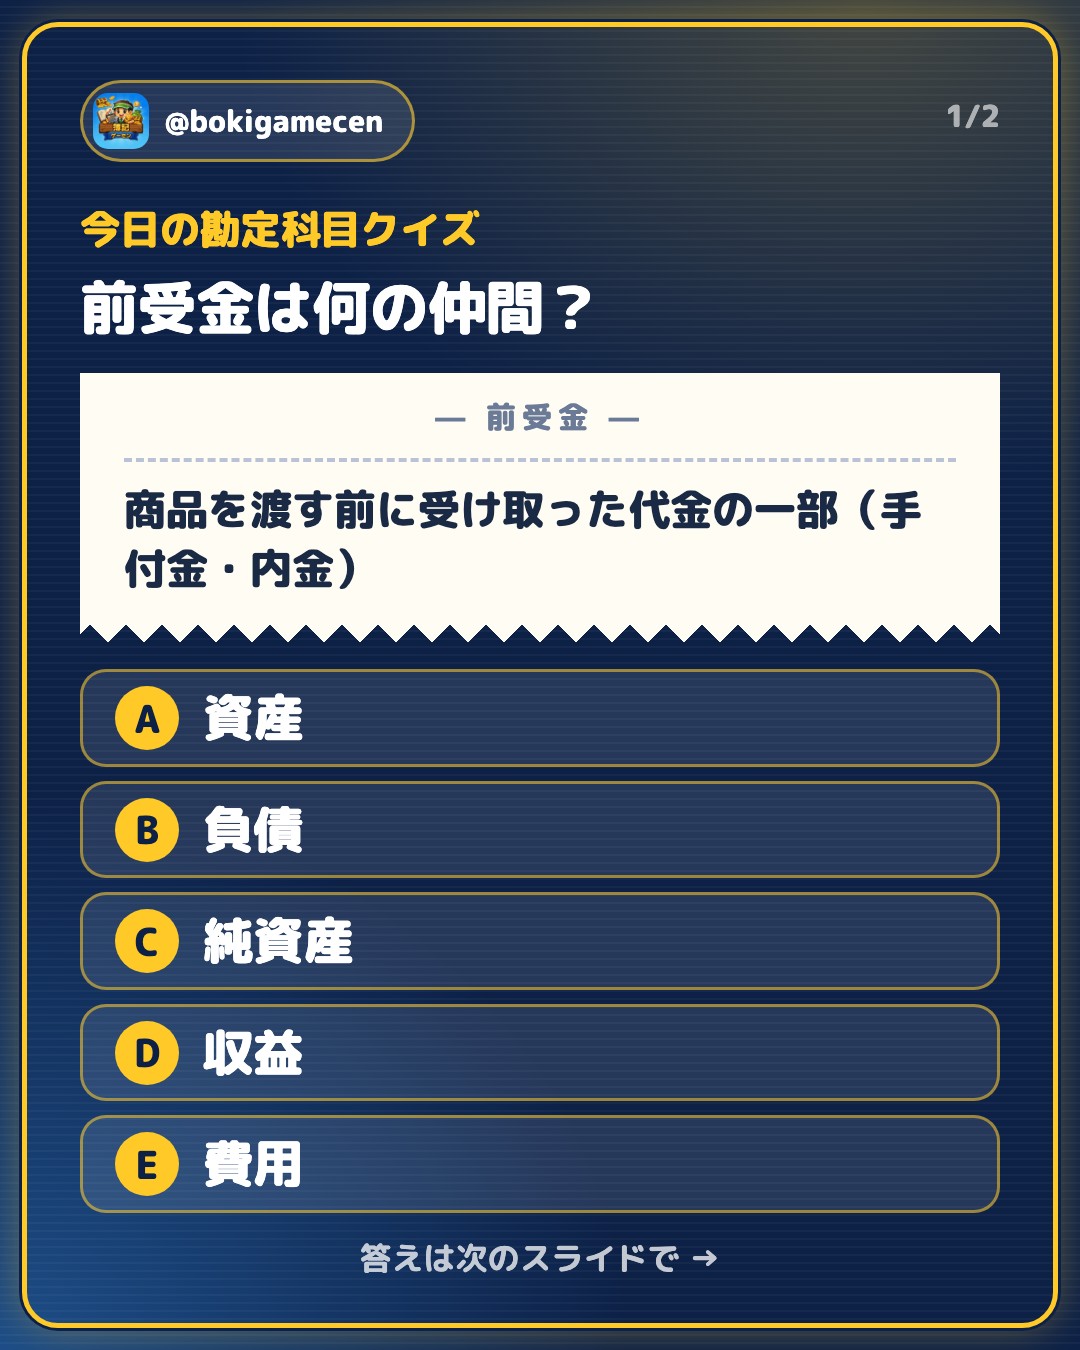 @bokigamecen
1/2
今日の勘定科目クイズ
前受金は何の仲間？
— 前受金 —
商品を渡す前に受け取った代金の一部（手
付金・内金）
A 資産
B 負債
C 純資産
D 収益
E 費用
答えは次のスライドで →